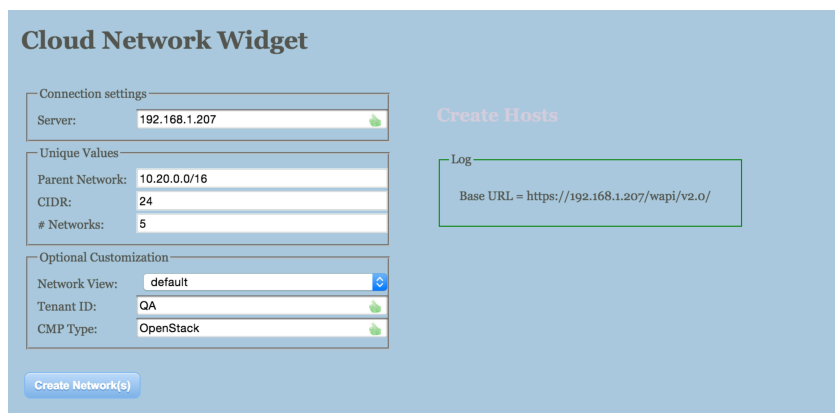 Cloud Network Widget
Connection settings
Server: 192.168.1.207
Unique Values
Parent Network: 10.20.0.0/16
CIDR: 24
# Networks: 5
Optional Customization
Network View: default
Tenant ID: QA
CMP Type: OpenStack
Create Network(s)
Create Hosts
Log
Base URL = https://192.168.1.207/wapi/v2.0/